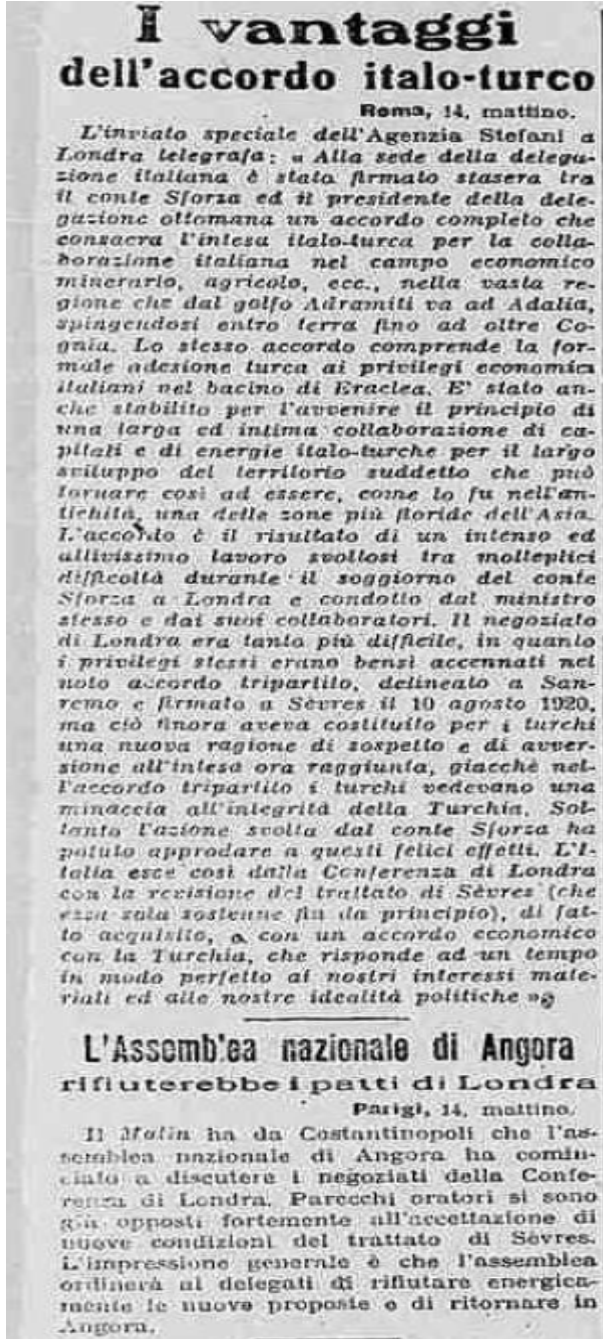 I vantaggi
dell'accordo italo-turco
Roma, 14, mattino.
L'inviato speciale dell'Agenzia Stefani a
Londra telegrafa: « Alla sede della delega-
zione italiana è stato firmato stasera tra
il conte Sforza ed il presidente della dele-
gazione ottomana un accordo completo che
consacra l'intesa italo-turca per la colla-
borazione italiana nel campo economico
minerario, agricolo, ecc., nella vasta re-
gione che dal golfo Adramiti va ad Adalia,
spingendosi entro terra fino ad oltre Co-
gnia. Lo stesso accordo comprende la for-
male adesione turca ai privilegi economici
italiani nel bacino di Eraclea. E' stato an-
che stabilito per l'avvenire il principio di
una larga ed intima collaborazione di ca-
pitali e di energie italo-turche per il largo
sviluppo del territorio suddetto che può
tornare così ad essere, come lo fu nell'an-
tichità, una delle zone più floride dell'Asia.
L'accordo è il risultato di un intenso ed
attivissimo lavoro svoltosi tra molteplici
difficoltà durante il soggiorno del conte
Sforza a Londra e condotto dal ministro
stesso e dai suoi collaboratori. Il negoziato
di Londra era tanto più difficile, in quanto
i privilegi stessi erano bensì accennati nel
noto accordo tripartito, delineato a San-
remo e firmato a Sèvres il 10 agosto 1920,
ma ciò finora aveva costituito per i turchi
una nuova ragione di sospetto e di avver-
sione all'intesa ora raggiunta, giacchè nel-
l'accordo tripartito i turchi vedevano una
minaccia all'integrità della Turchia. Sol-
tanto l'azione svolta dal conte Sforza ha
potuto approdare a questi felici effetti. L'I-
talia esce così dalla Conferenza di Londra
con la revisione del trattato di Sèvres (che
essa sola sostenne fin da principio), di fat-
to acquisito, e con un accordo economico
con la Turchia, che risponde ad un tempo
in modo perfetto ai nostri interessi mate-
riali ed alle nostre idealità politiche »
L'Assemb'ea nazionale di Angora
rifiuterebbe i patti di Londra
Parigi, 14, mattino.
Il Matin ha da Costantinopoli che l'as-
semblea nazionale di Angora ha comin-
ciato a discutere i negoziati della Confe-
renza di Londra. Parecchi oratori si sono
già opposti fortemente all'accettazione di
nuove condizioni del trattato di Sèvres.
L'impressione generale è che l'assemblea
ordinerà ai delegati di rifiutare energica-
mente le nuove proposte e di ritornare in
Angora.